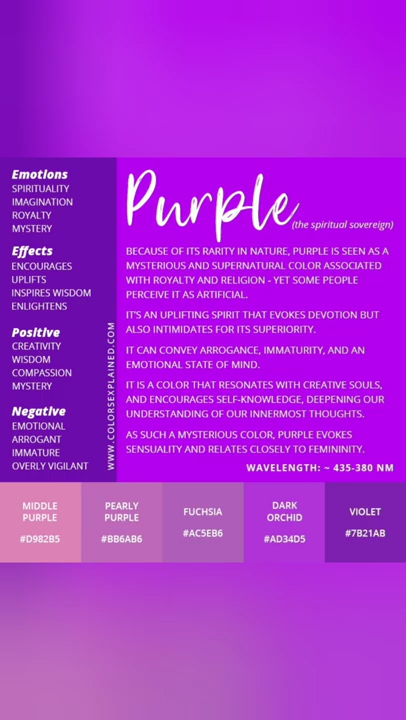 Emotions
SPIRITUALITY
IMAGINATION
ROYALTY
MYSTERY
Effects
ENCOURAGES
UPLIFTS
INSPIRES WISDOM
ENLIGHTENS
Positive
CREATIVITY
WISDOM
COMPASSION
MYSTERY
Negative
EMOTIONAL
ARROGANT
IMMATURE
OVERLY VIGILANT
WWW.COLORSEXPLAINED.COM
Purple
(the spiritual sovereign)
BECAUSE OF ITS RARITY IN NATURE, PURPLE IS SEEN AS A
MYSTERIOUS AND SUPERNATURAL COLOR ASSOCIATED
WITH ROYALTY AND RELIGION - YET SOME PEOPLE
PERCEIVE IT AS ARTIFICIAL.
IT'S AN UPLIFTING SPIRIT THAT EVOKES DEVOTION BUT
ALSO INTIMIDATES FOR ITS SUPERIORITY.
IT CAN CONVEY ARROGANCE, IMMATURITY, AND AN
EMOTIONAL STATE OF MIND.
IT IS A COLOR THAT RESONATES WITH CREATIVE SOULS,
AND ENCOURAGES SELF-KNOWLEDGE, DEEPENING OUR
UNDERSTANDING OF OUR INNERMOST THOUGHTS.
AS SUCH A MYSTERIOUS COLOR, PURPLE EVOKES
SENSUALITY AND RELATES CLOSELY TO FEMININITY.
WAVELENGTH: ~ 435-380 NM
MIDDLE
PURPLE
#D982B5
PEARLY
PURPLE
#BB6AB6
FUCHSIA
#AC5EB6
DARK
ORCHID
#AD34D5
VIOLET
#7B21AB